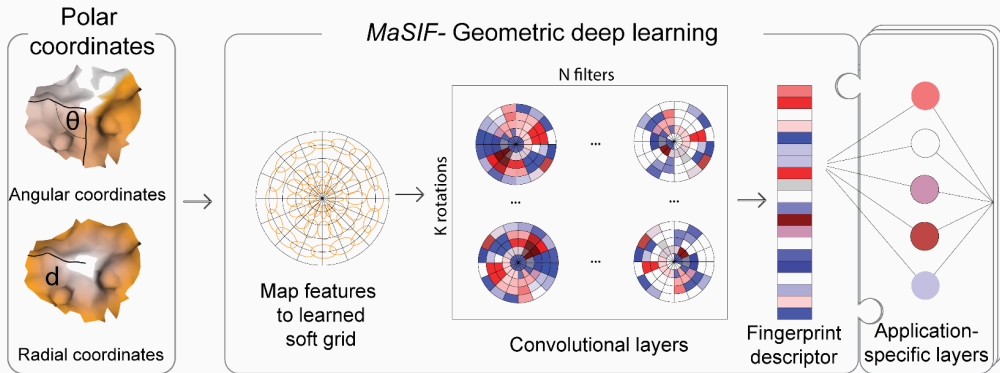 Polar
coordinates
θ
Angular coordinates
d
Radial coordinates
MaSIF- Geometric deep learning
Map features
to learned
soft grid
N filters
K rotations
...
...
...
...
Convolutional layers
Fingerprint
descriptor
Application-
specific layers